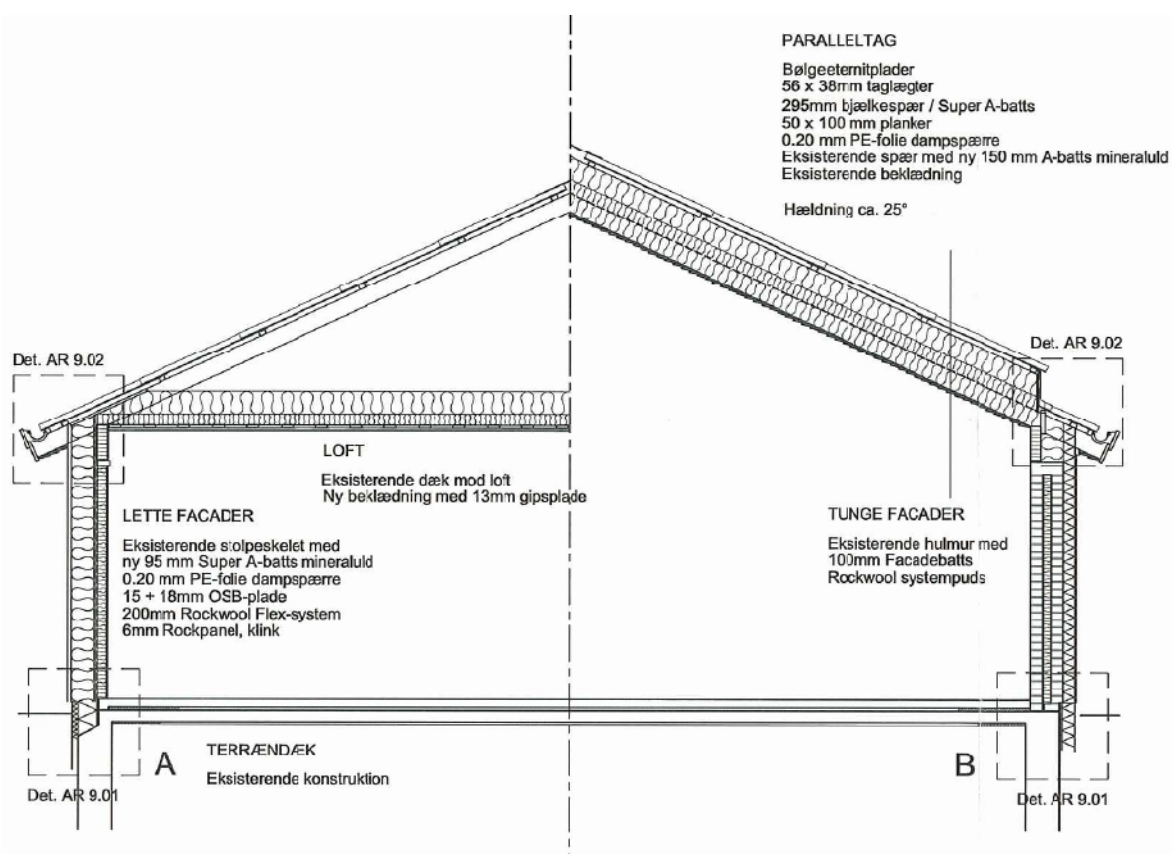 PARALLELTAG
Bølgeeternitplader
56 x 38mm taglægter
295mm bjælkespær / Super A-batts
50 x 100 mm planker
0.20 mm PE-folie dampspærre
Eksisterende spær med ny 150 mm A-batts mineraluld
Eksisterende beklædning
Hældning ca. 25°
Det. AR 9.02
Det. AR 9.02
LOFT
Eksisterende dæk mod loft
Ny beklædning med 13mm gipsplade
LETTE FACADER
Eksisterende stolpeskelet med
ny 95 mm Super A-batts mineraluld
0.20 mm PE-folie dampspærre
15 + 18mm OSB-plade
200mm Rockwool Flex-system
6mm Rockpanel, klink
TUNGE FACADER
Eksisterende hulmur med
100mm Facadebatts
Rockwool systempuds
A
TERRÆNDÆK
Eksisterende konstruktion
B
Det. AR 9.01
Det. AR 9.01